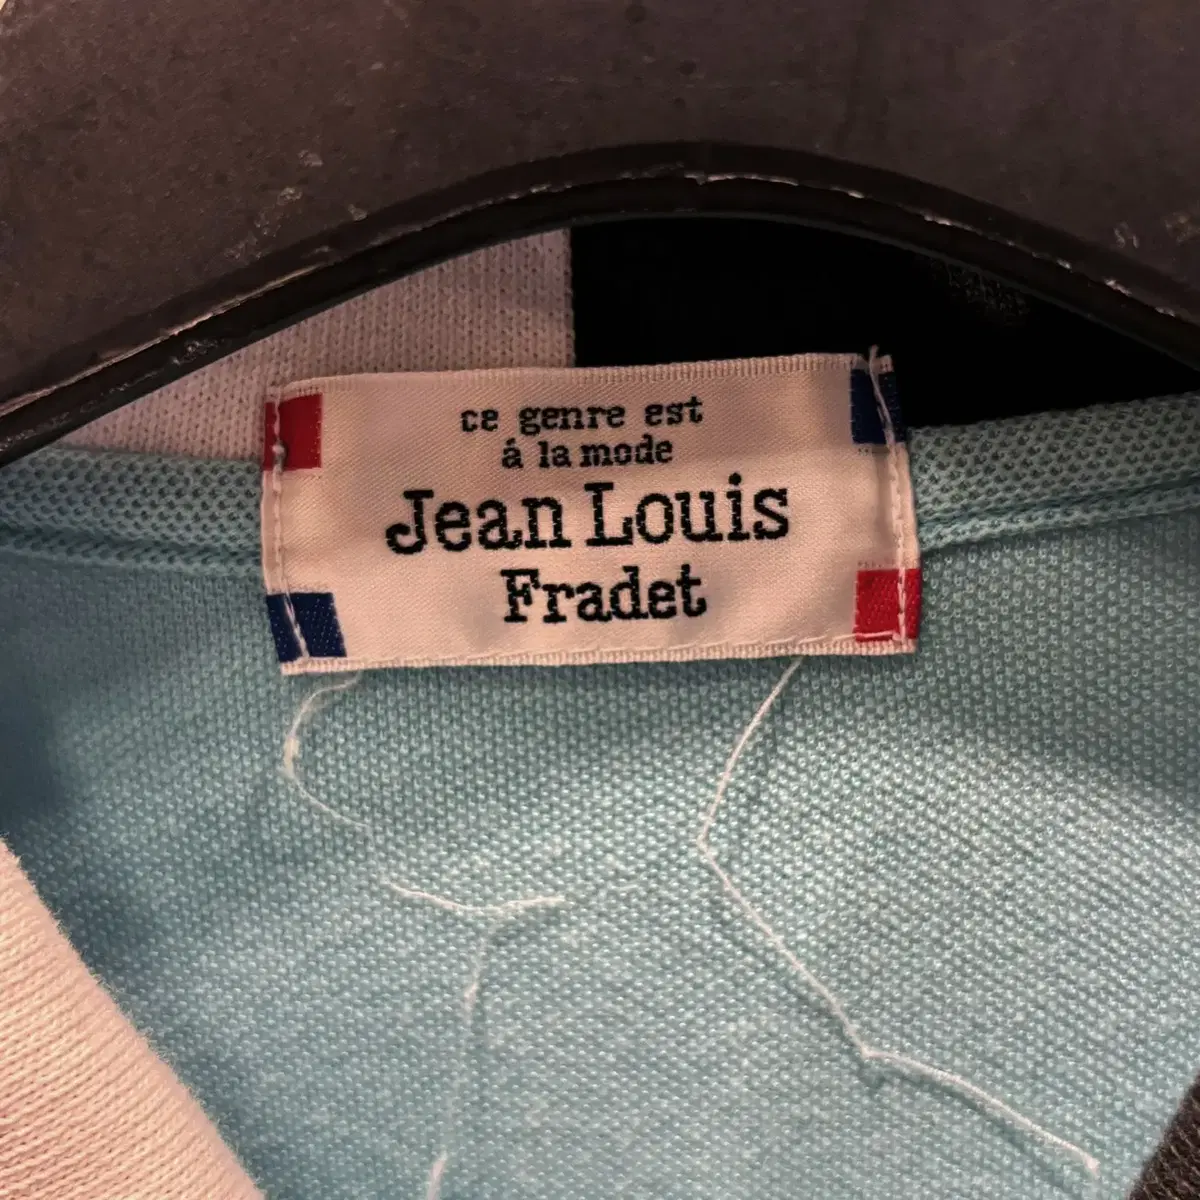 ce genre est
á la mode
Jean Louis
Fradet